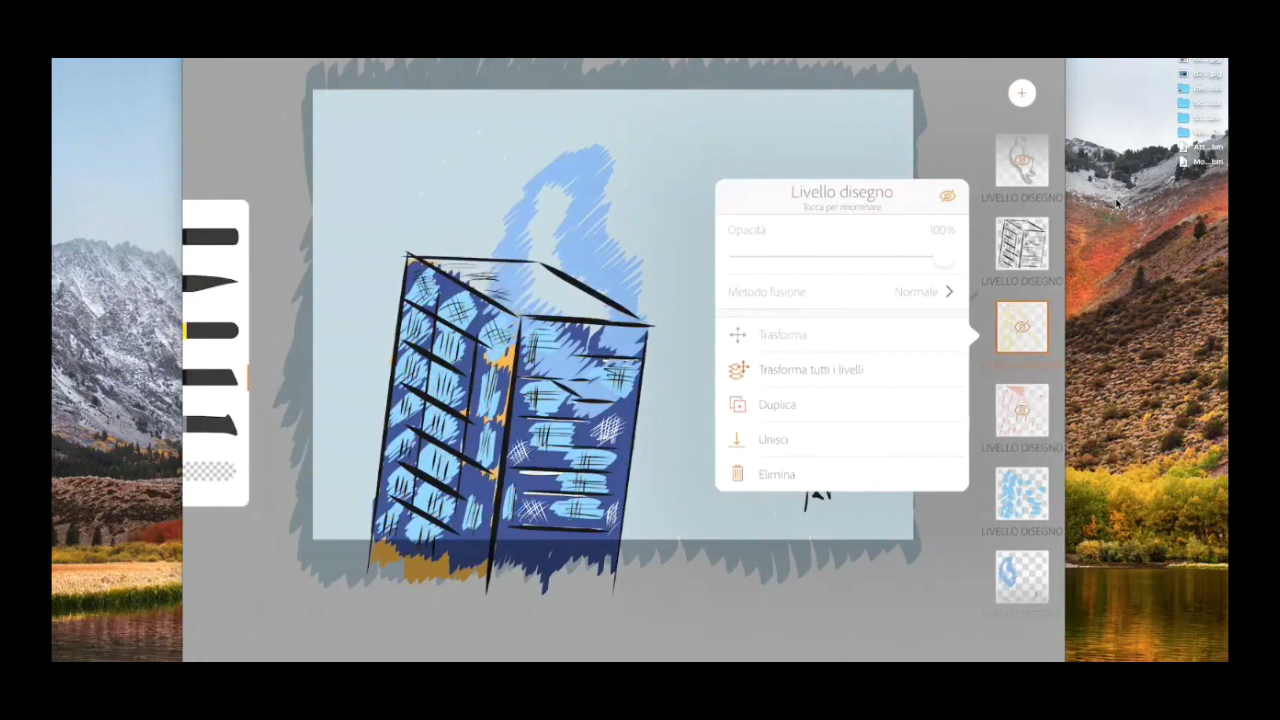 Livello disegno
Tocca per rinominare
Opacità 100%
Metodo fusione Normale
Trasforma
Trasforma tutti i livelli
Duplica
Unisci
Elimina
LIVELLO DISEGNO
LIVELLO DISEGNO
LIVELLO DISEGNO
LIVELLO DISEGNO